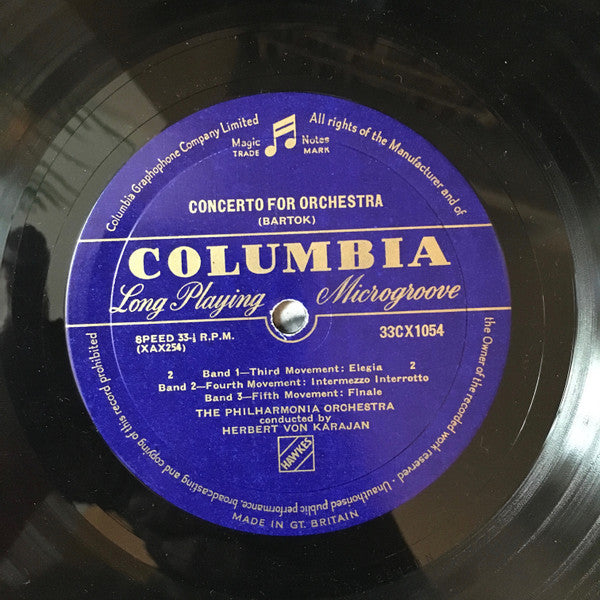 Columbia Graphophone Company Limited
All rights of the Manufacturer and of
the Owner of the recorded work reserved - Unauthorised public performance, broadcasting and copying of this record prohibited
Magic Notes
TRADE MARK
CONCERTO FOR ORCHESTRA
(BARTOK)
COLUMBIA
Long Playing Microgroove
SPEED 33-⅓ R.P.M.
(XAX254)
33CX1054
2 Band 1—Third Movement: Elegia 2
Band 2—Fourth Movement: Intermezzo Interrotto
Band 3—Fifth Movement: Finale
THE PHILHARMONIA ORCHESTRA
conducted by
HERBERT VON KARAJAN
HAWKES
MADE IN GT. BRITAIN